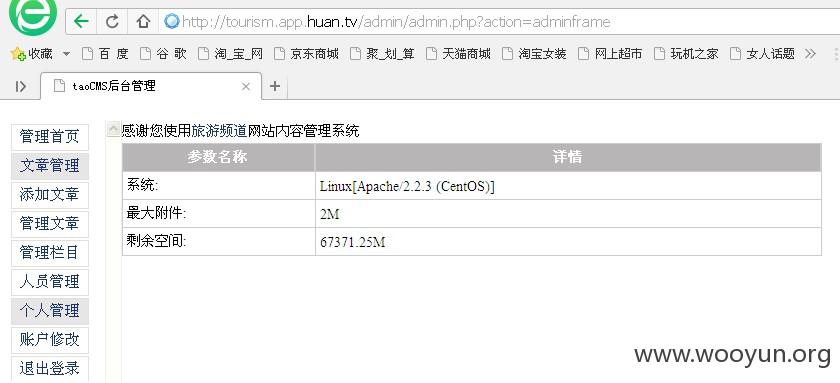 http://tourism.app.huan.tv/admin/admin.php?action=adminframe
收藏 百 度 谷 歌 淘_宝_网 京东商城 聚_划_算 天猫商城 淘宝女装 网上超市 玩机之家 女人话题 »
taoCMS后台管理 × +
管理首页
文章管理
添加文章
管理文章
管理栏目
人员管理
个人管理
账户修改
退出登录
感谢您使用旅游频道网站内容管理系统
参数名称 详情
系统: Linux[Apache/2.2.3 (CentOS)]
最大附件: 2M
剩余空间: 67371.25M
www.wooyun.org